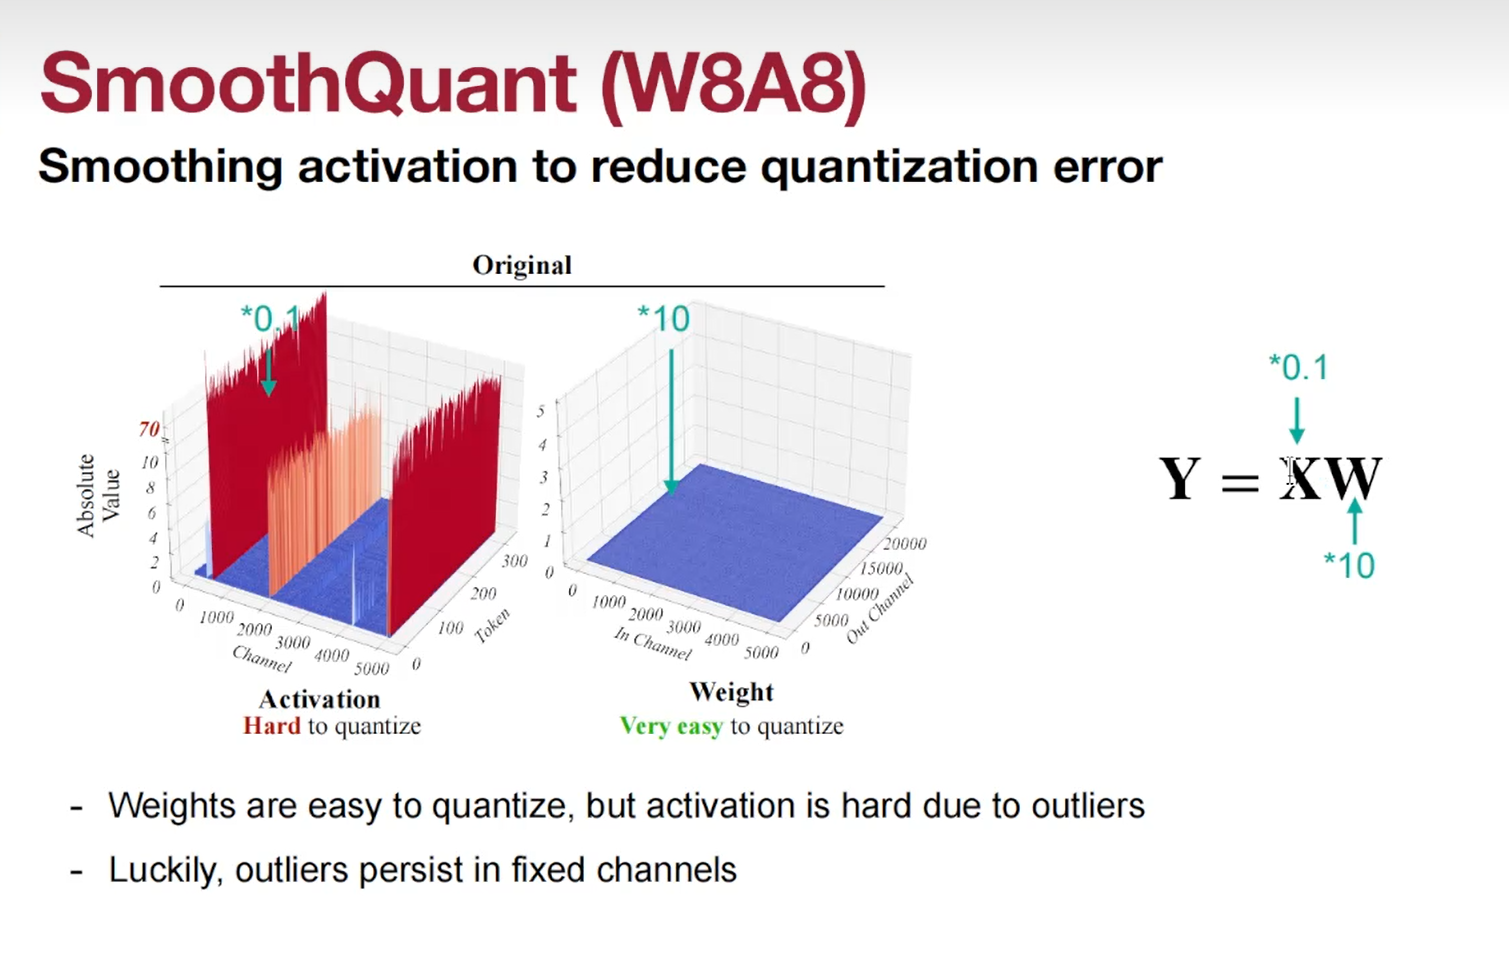 SmoothQuant (W8A8)
Smoothing activation to reduce quantization error
Original
*0.1
*10
70
10
8
6
4
2
0
Absolute
Value
0
1000
2000
3000
4000
5000
Channel
0
100
200
300
Token
5
4
3
2
1
0
0
1000
2000
3000
4000
5000
In Channel
0
5000
10000
15000
20000
Out Channel
Activation
Hard to quantize
Weight
Very easy to quantize
*0.1
Y = XW
*10
- Weights are easy to quantize, but activation is hard due to outliers
- Luckily, outliers persist in fixed channels